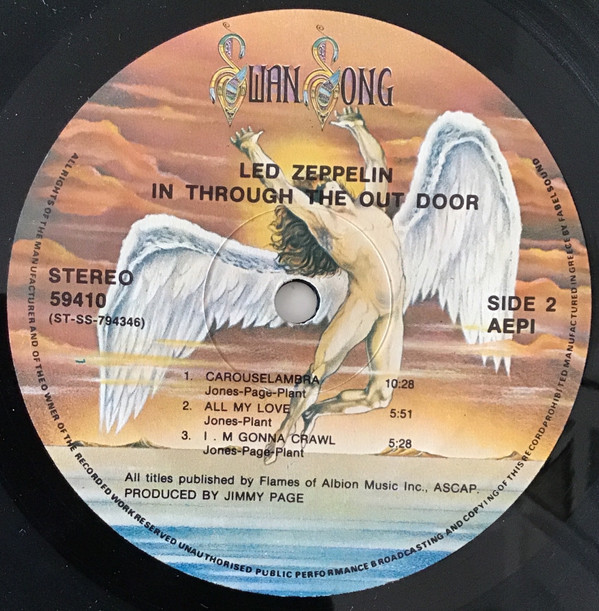 SWAN SONG
LED ZEPPELIN
IN THROUGH THE OUT DOOR
STEREO
59410
(ST-SS-794346)
SIDE 2
AEPI
1. CAROUSELAMBRA 10:28
Jones-Page-Plant
2. ALL MY LOVE 5:51
Jones-Plant
3. I . M GONNA CRAWL 5:28
Jones-Page-Plant
All titles published by Flames of Albion Music Inc., ASCAP.
PRODUCED BY JIMMY PAGE
ALL RIGHTS OF THE MANUFACTURER AND OF THE O WNER OF THE RECORDED WORK RESERVED UNAUTHORISED PUBLIC PERFORMANCE BROADCASTING AND COPYING OF THIS RECORD PROHIBITED MANUFACTURED IN GREECE BY FABELSOUND